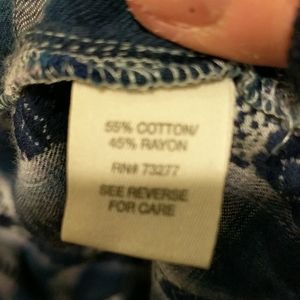 55% COTTON/
45% RAYON
RN# 73277
SEE REVERSE
FOR CARE